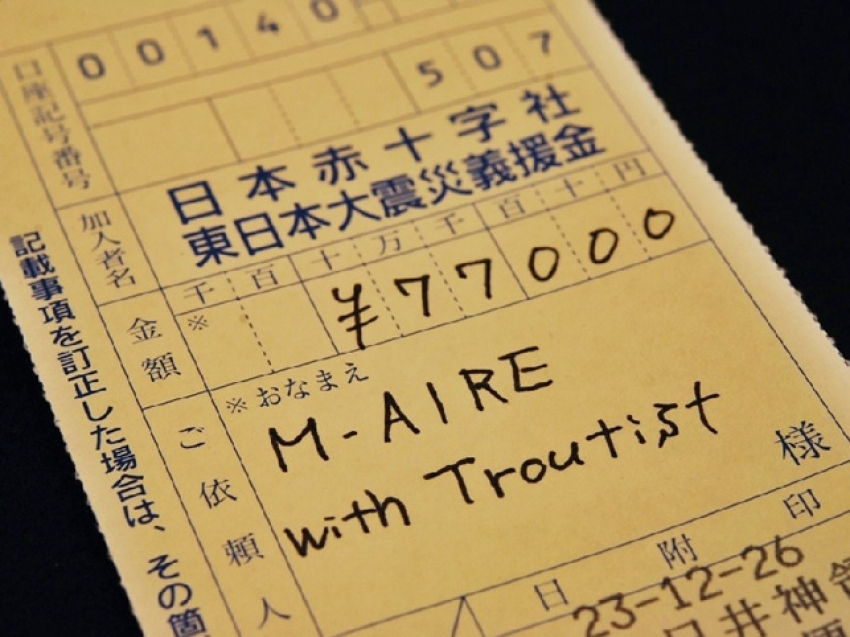 00140
口座記号番号
507
日本赤十字社
東日本大震災義援金
加入者名
千百十万千百十円
金額
※
¥77000
※おなまえ
M-AIRE
with Troutist
様
ご依頼人
日附印
23-12-26
井神
記載事項を訂正した場合は、その箇